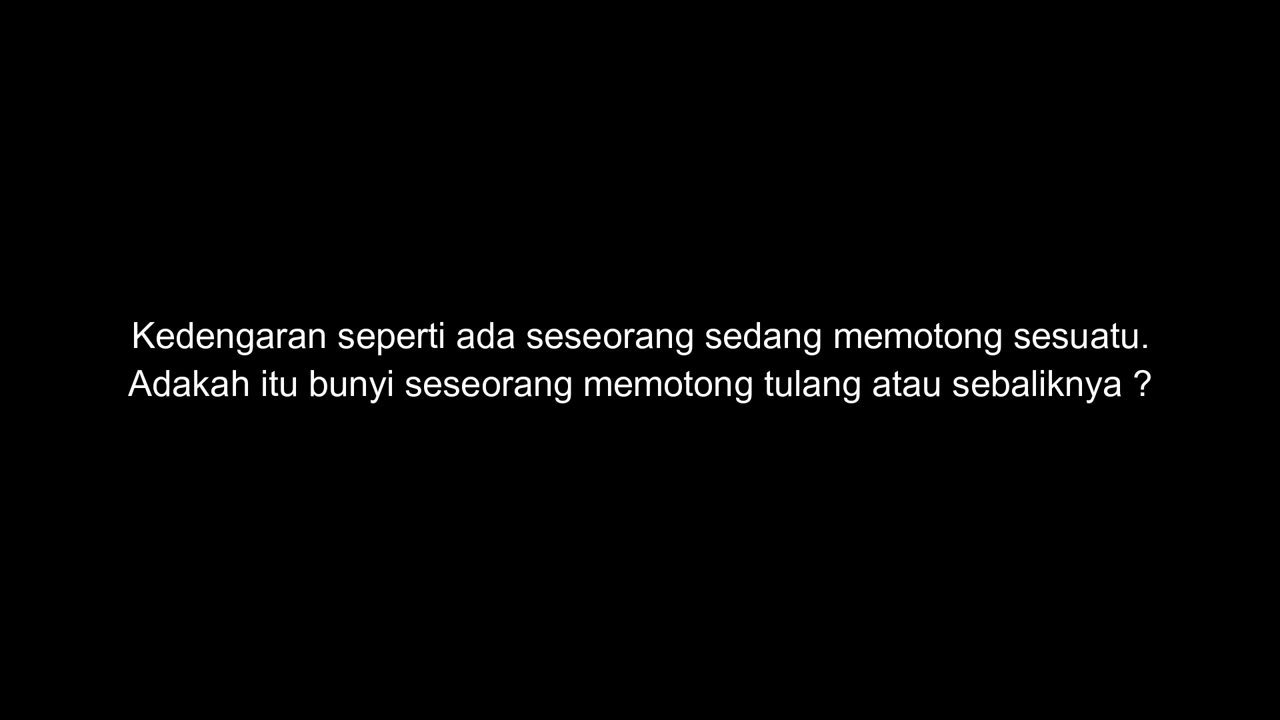 Kedengaran seperti ada seseorang sedang memotong sesuatu.
Adakah itu bunyi seseorang memotong tulang atau sebaliknya ?